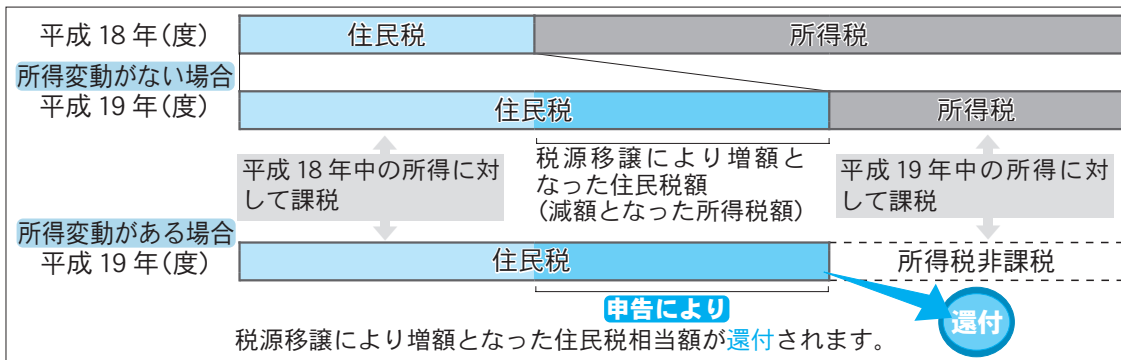 平成 18 年(度)
住民税
所得税
所得変動がない場合
平成 19 年(度)
住民税
所得税
平成 18 年中の所得に対
して課税
税源移譲により増額と
なった住民税額
(減額となった所得税額)
平成 19 年中の所得に対
して課税
所得変動がある場合
平成 19 年(度)
住民税
所得税非課税
申告により
還付
税源移譲により増額となった住民税相当額が還付されます。